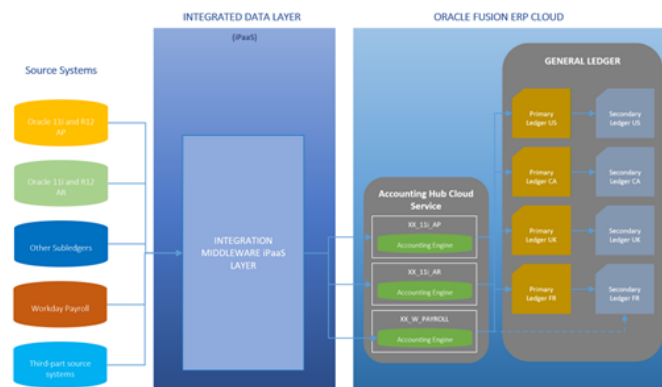 INTEGRATED DATA LAYER
ORACLE FUSION ERP CLOUD
(iPaaS)
Source Systems
Oracle 11i and R12
AP
Oracle 11i and R12
AR
Other Subledgers
Workday Payroll
Third-part source
systems
INTEGRATION
MIDDLEWARE iPaaS
LAYER
Accounting Hub Cloud
Service
XX_11i_AP
Accounting Engine
XX_11i_AR
Accounting Engine
XX_W_PAYROLL
Accounting Engine
GENERAL LEDGER
Primary
Ledger US
Secondary
Ledger US
Primary
Ledger CA
Secondary
Ledger CA
Primary
Ledger UK
Secondary
Ledger UK
Primary
Ledger FR
Secondary
Ledger FR